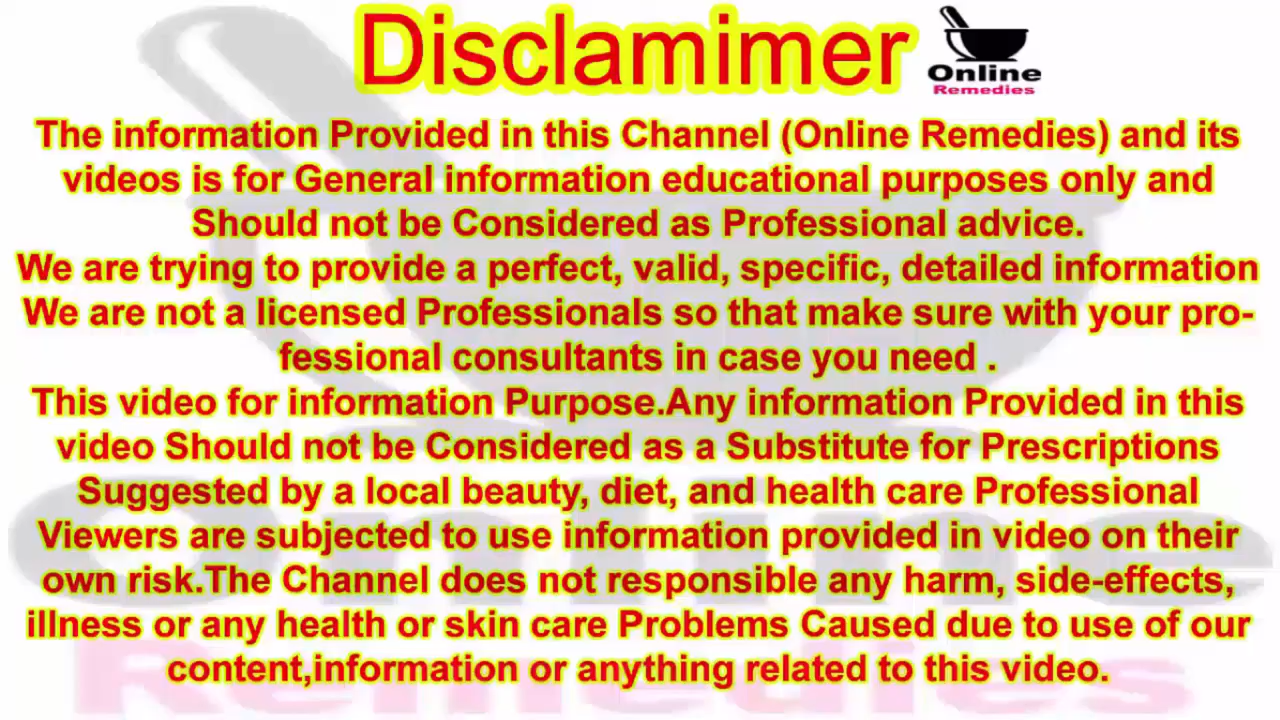 Disclamimer
Online
Remedies
The information Provided in this Channel (Online Remedies) and its
videos is for General information educational purposes only and
Should not be Considered as Professional advice.
We are trying to provide a perfect, valid, specific, detailed information
We are not a licensed Professionals so that make sure with your pro-
fessional consultants in case you need .
This video for information Purpose.Any information Provided in this
video Should not be Considered as a Substitute for Prescriptions
Suggested by a local beauty, diet, and health care Professional
Viewers are subjected to use information provided in video on their
own risk.The Channel does not responsible any harm, side-effects,
illness or any health or skin care Problems Caused due to use of our
content,information or anything related to this video.
Online
Remedies